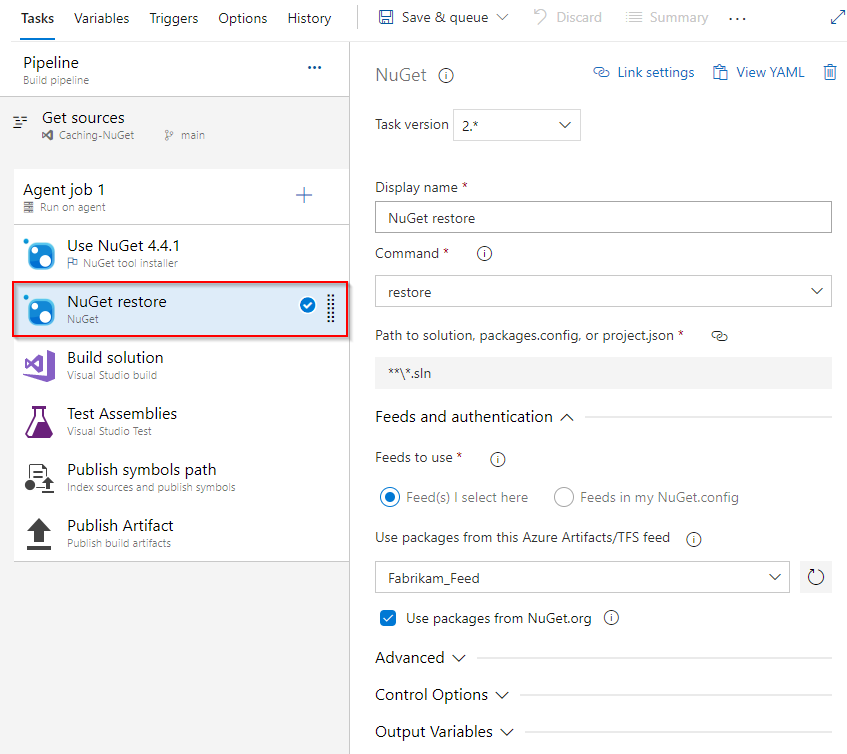 Tasks Variables Triggers Options History Save & queue Discard Summary ...
Pipeline
Build pipeline
Get sources
Caching-NuGet main
Agent job 1
Run on agent
Use NuGet 4.4.1
NuGet tool installer
NuGet restore
NuGet
Build solution
Visual Studio build
Test Assemblies
Visual Studio Test
Publish symbols path
Index sources and publish symbols
Publish Artifact
Publish build artifacts
NuGet Link settings View YAML
Task version 2.*
Display name *
NuGet restore
Command *
restore
Path to solution, packages.config, or project.json *
**\*.sln
Feeds and authentication
Feeds to use *
Feed(s) I select here Feeds in my NuGet.config
Use packages from this Azure Artifacts/TFS feed
Fabrikam_Feed
Use packages from NuGet.org
Advanced
Control Options
Output Variables